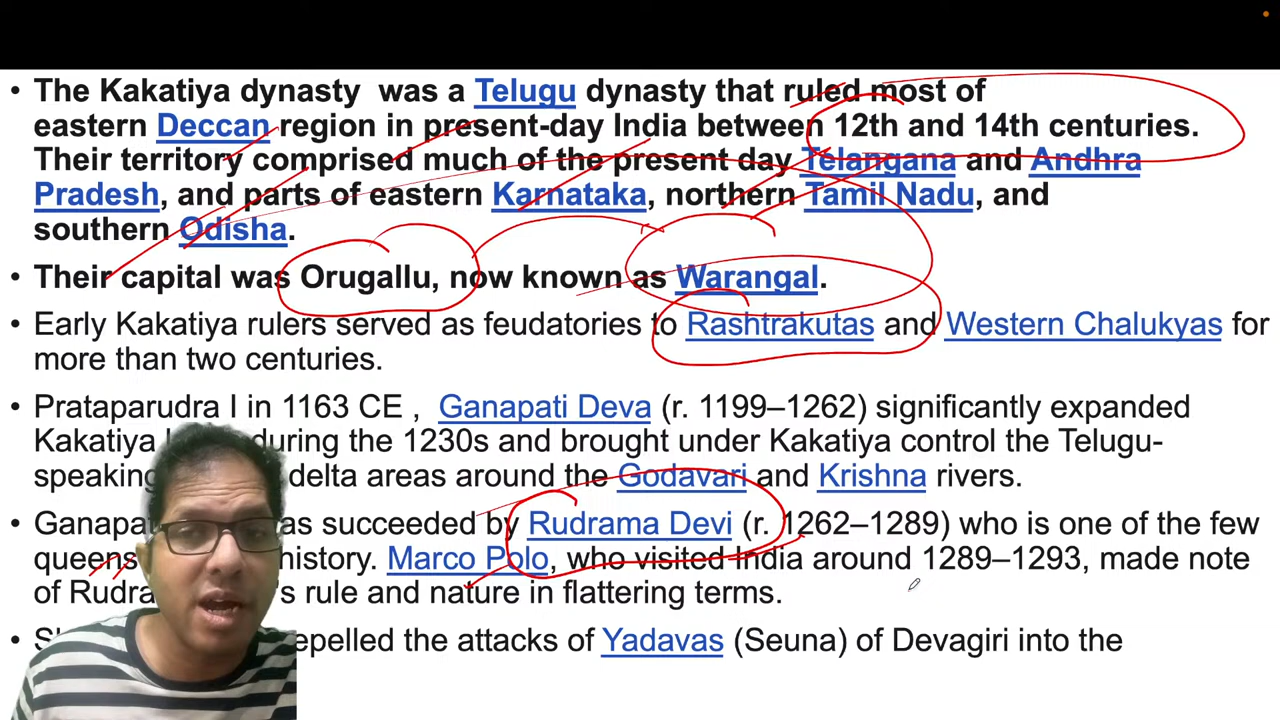 • The Kakatiya dynasty was a Telugu dynasty that ruled most of
eastern Deccan region in present-day India between 12th and 14th centuries.
Their territory comprised much of the present day Telangana and Andhra
Pradesh, and parts of eastern Karnataka, northern Tamil Nadu, and
southern Odisha.
• Their capital was Orugallu, now known as Warangal.
• Early Kakatiya rulers served as feudatories to Rashtrakutas and Western Chalukyas for
more than two centuries.
• Prataparudra I in 1163 CE , Ganapati Deva (r. 1199–1262) significantly expanded
Kakatiya during the 1230s and brought under Kakatiya control the Telugu-
speaking delta areas around the Godavari and Krishna rivers.
• Ganapat as succeeded by Rudrama Devi (r. 1262–1289) who is one of the few
queens history. Marco Polo, who visited India around 1289–1293, made note
of Rudra 's rule and nature in flattering terms.
• S epelled the attacks of Yadavas (Seuna) of Devagiri into the